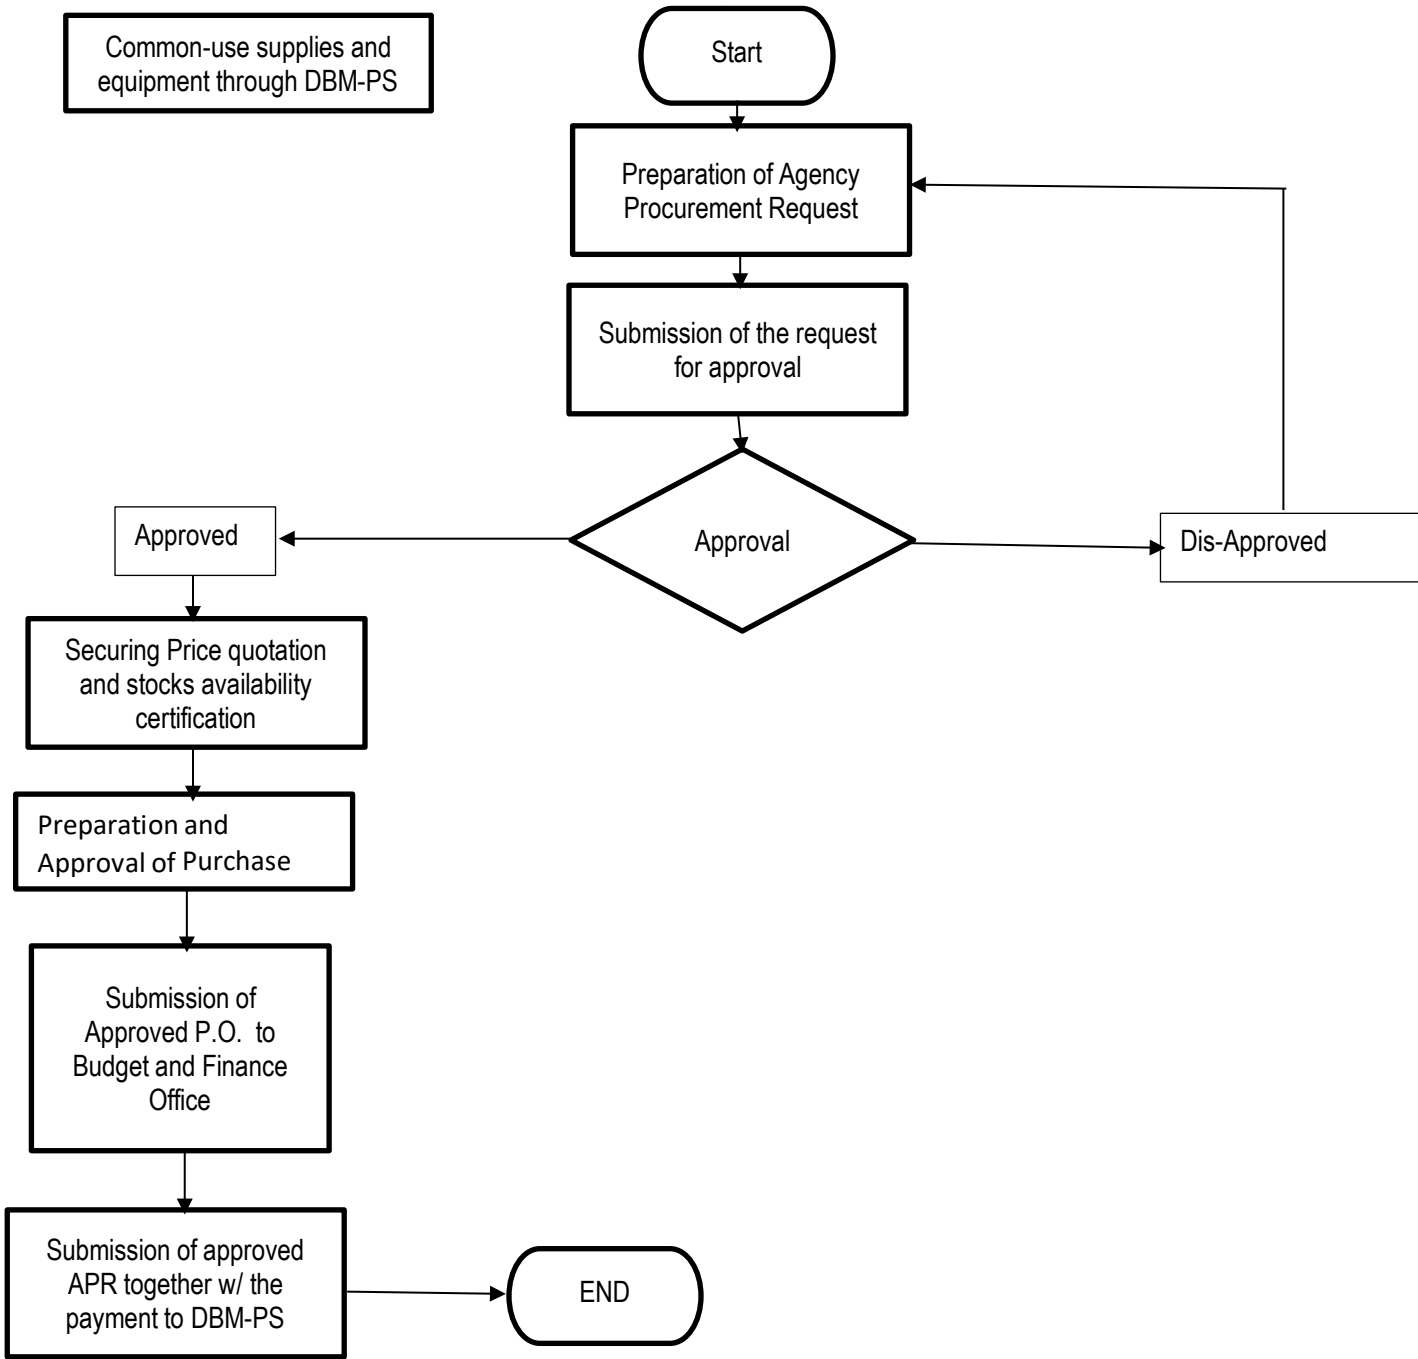 Common-use supplies and
equipment through DBM-PS
Start
Preparation of Agency
Procurement Request
Submission of the request
for approval
Approved
Approval
Dis-Approved
Securing Price quotation
and stocks availability
certification
Preparation and
Approval of Purchase
Submission of
Approved P.O. to
Budget and Finance
Office
Submission of approved
APR together w/ the
payment to DBM-PS
END